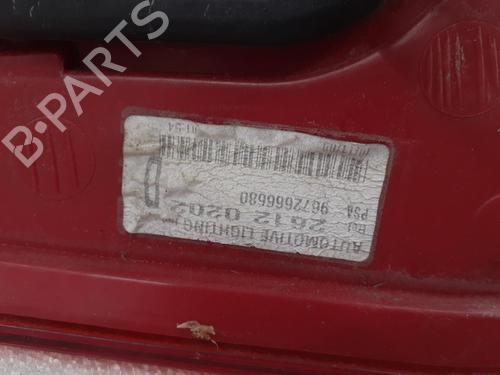 B-PARTS
AUTOMOTIVE LIGHTING
2612 0202
PSA 9672666680
D